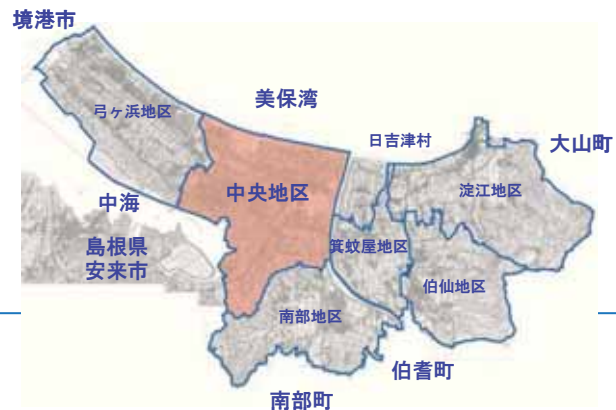 境港市
美保湾
弓ヶ浜地区
日吉津村
大山町
中央地区
淀江地区
中海
島根県
安来市
箕蚊屋地区
伯仙地区
南部地区
伯耆町
南部町